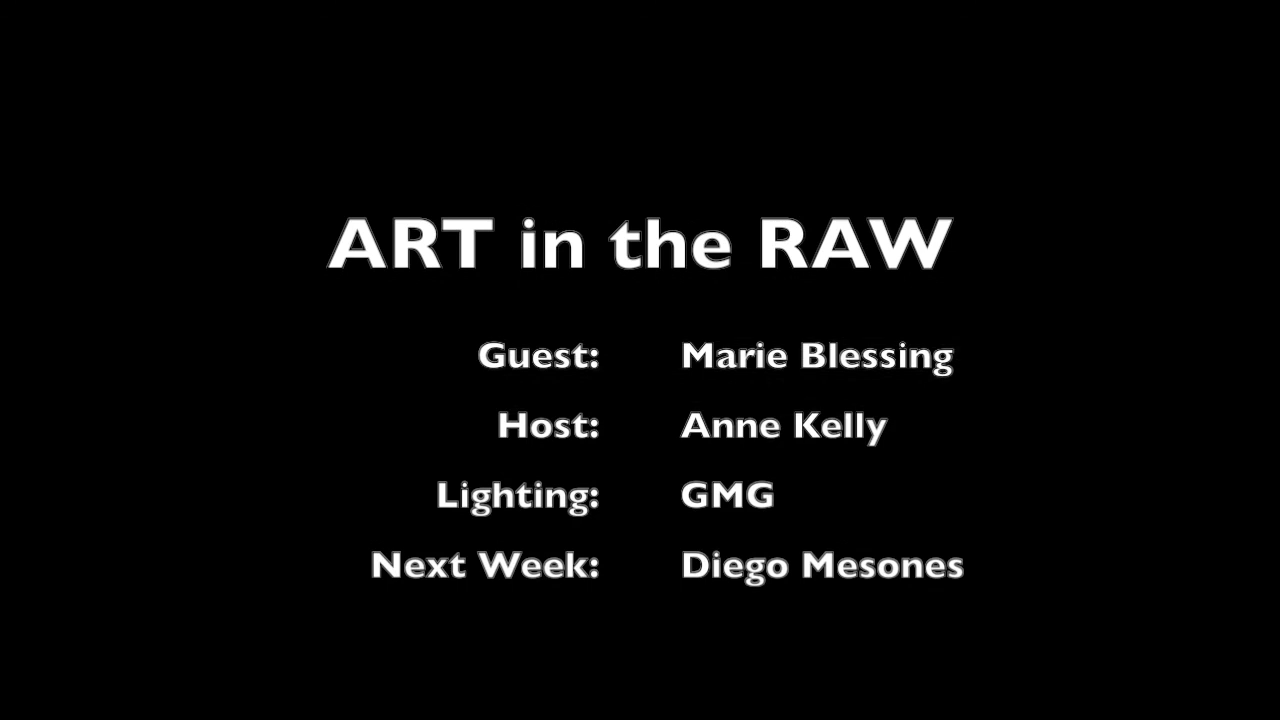 ART in the RAW
Guest: Marie Blessing
Host: Anne Kelly
Lighting: GMG
Next Week: Diego Mesones